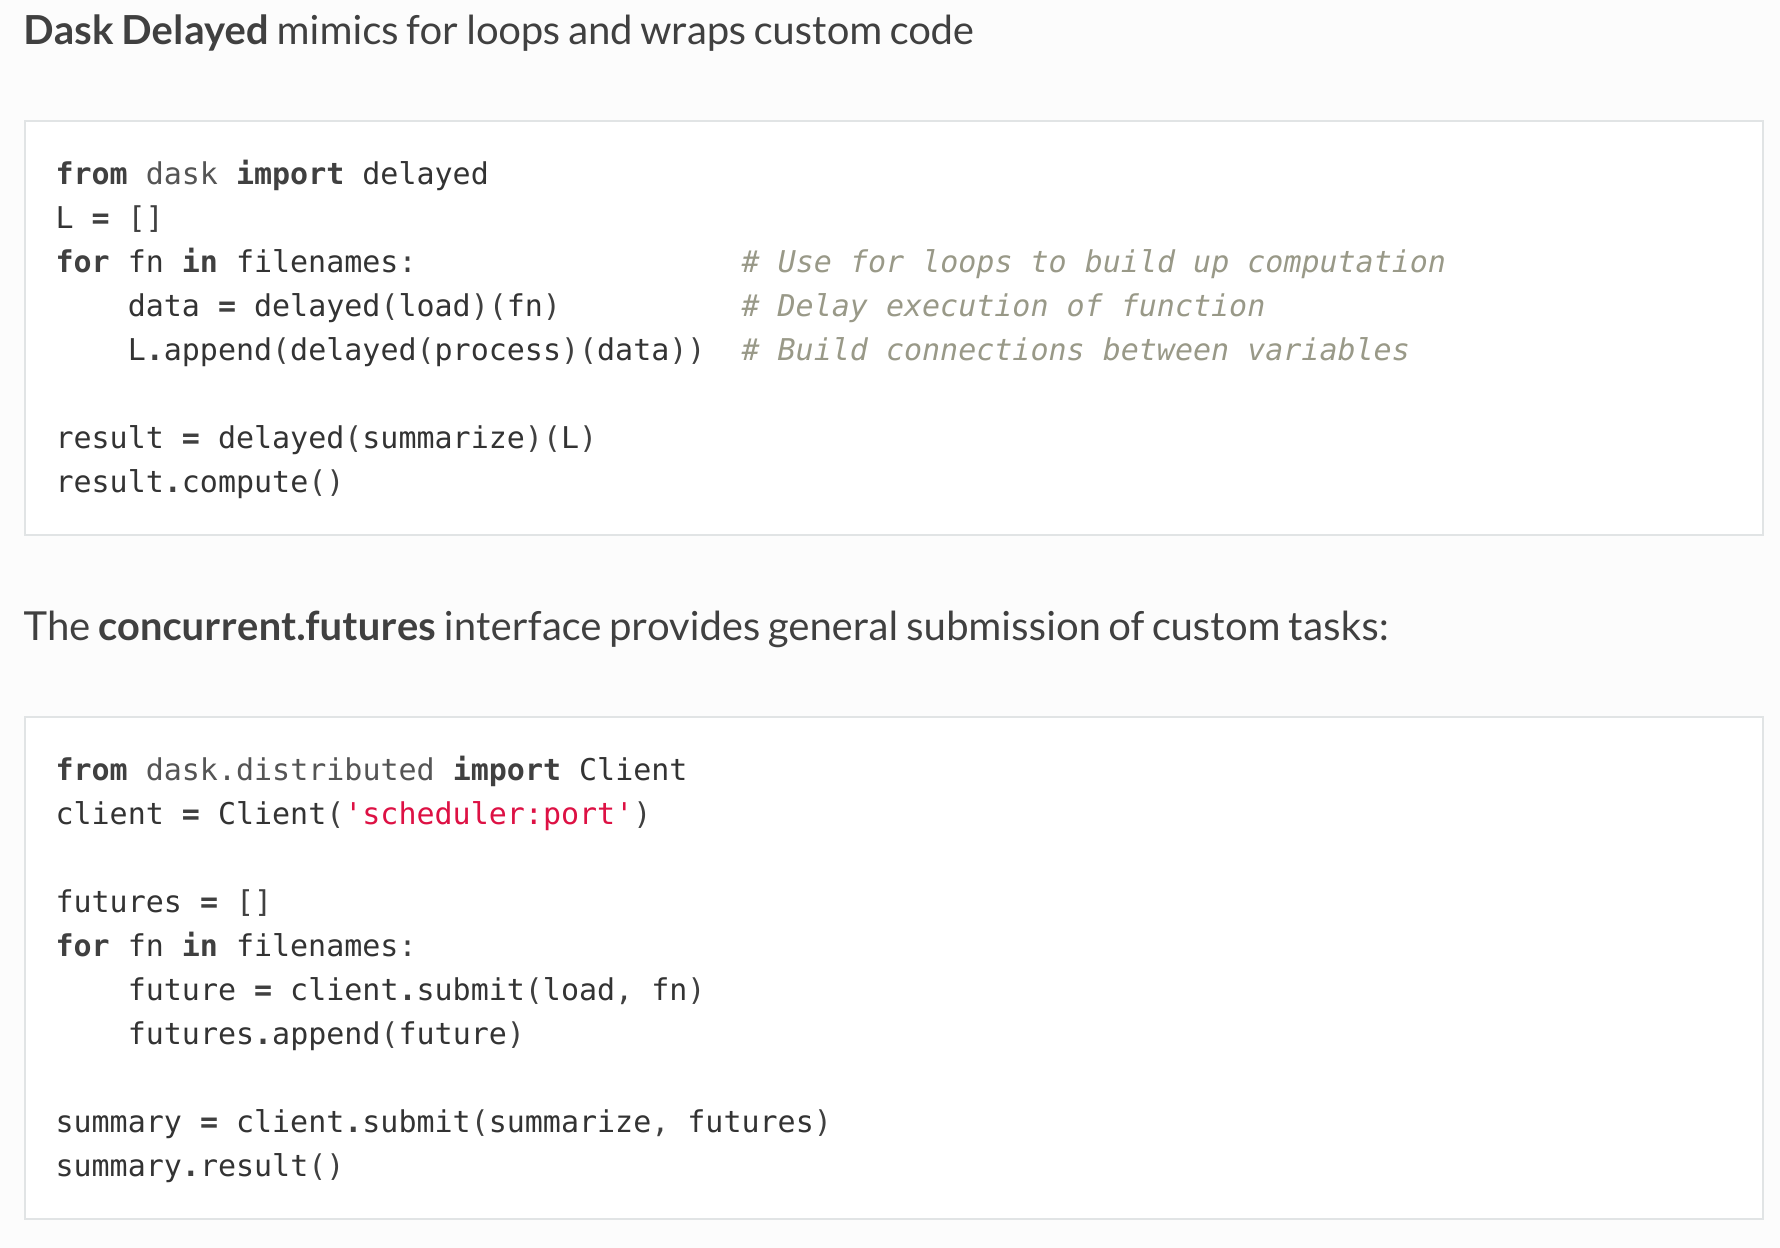 Dask Delayed mimics for loops and wraps custom code
from dask import delayed
L = []
for fn in filenames:                  # Use for loops to build up computation
    data = delayed(load)(fn)          # Delay execution of function
    L.append(delayed(process)(data))  # Build connections between variables
result = delayed(summarize)(L)
result.compute()
The concurrent.futures interface provides general submission of custom tasks:
from dask.distributed import Client
client = Client('scheduler:port')
futures = []
for fn in filenames:
    future = client.submit(load, fn)
    futures.append(future)
summary = client.submit(summarize, futures)
summary.result()